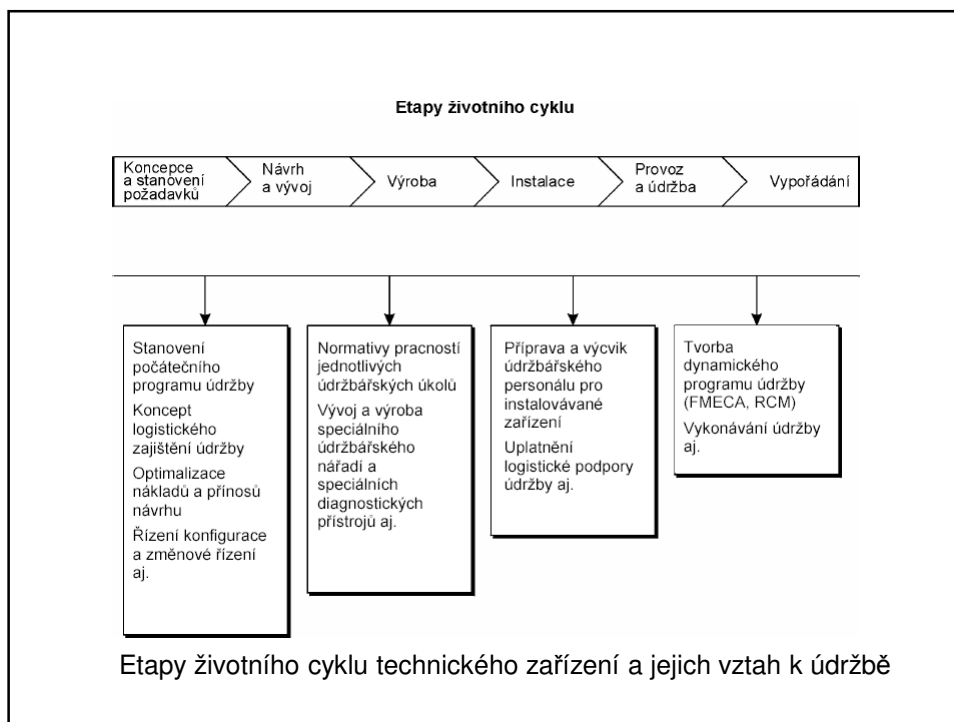 Etapy životního cyklu
Koncepce
a stanovení
požadavků
Návrh
a vývoj
Výroba
Instalace
Provoz
a údržba
Vypořádání
Stanovení
počátečního
programu údržby
Koncept
logistického
zajištění údržby
Optimalizace
nákladů a přínosů
návrhu
Řízení konfigurace
a změnové řízení
aj.
Normativy pracností
jednotlivých
údržbářských úkolů
Vývoj a výroba
speciálního
údržbářského
nářadí a
speciálních
diagnostických
přístrojů aj.
Příprava a výcvik
údržbářského
personálu pro
instalovávané
zařízení
Uplatnění
logistické podpory
údržby aj.
Tvorba
dynamického
programu údržby
(FMECA, RCM)
Vykonávání údržby
aj.
Etapy životního cyklu technického zařízení a jejich vztah k údržbě